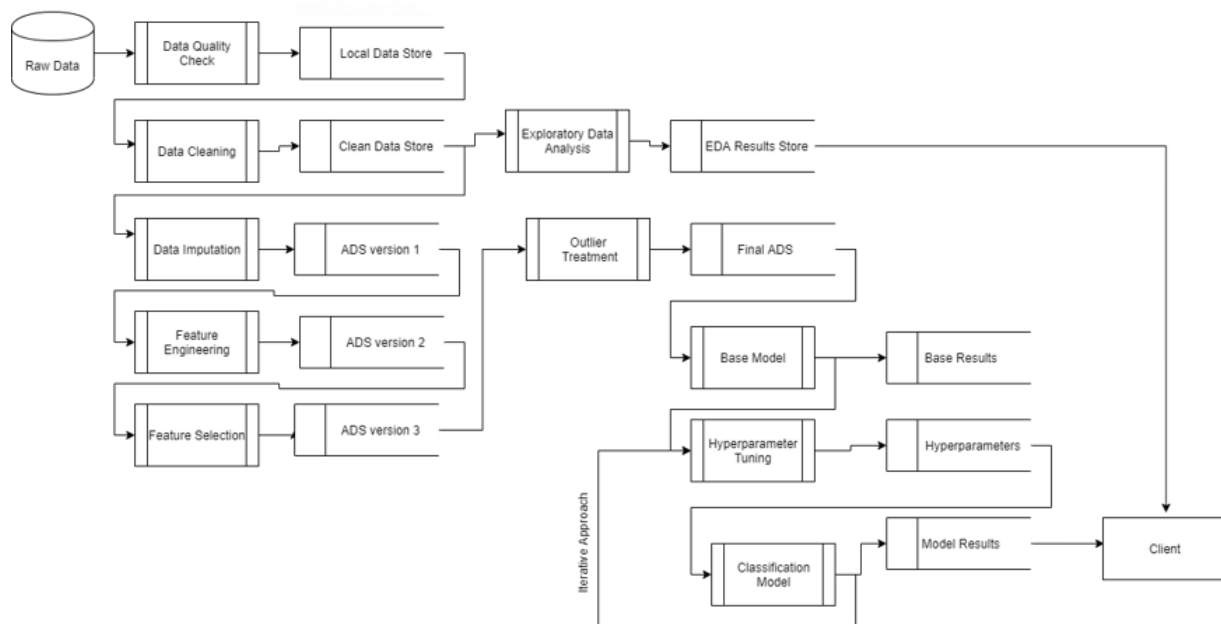 Raw Data
Data Quality
Check
Local Data Store
Data Cleaning
Clean Data Store
Exploratory Data
Analysis
EDA Results Store
Data Imputation
ADS version 1
Outlier
Treatment
Final ADS
Feature
Engineering
ADS version 2
Base Model
Base Results
Feature Selection
ADS version 3
Hyperparameter
Tuning
Hyperparameters
Iterative Approach
Classification
Model
Model Results
Client